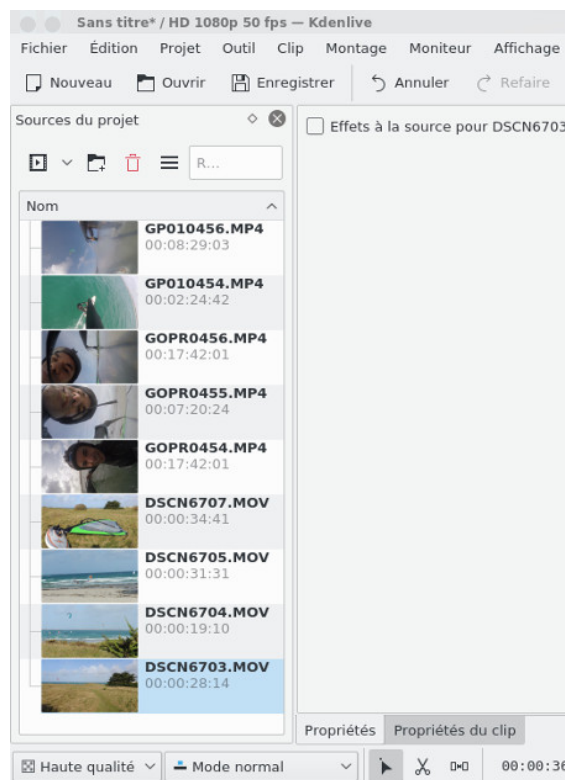 Sans titre* / HD 1080p 50 fps — Kdenlive
Fichier Édition Projet Outil Clip Montage Moniteur Affichage
Nouveau Ouvrir Enregistrer Annuler Refaire
Sources du projet
Effets à la source pour DSCN6703
R...
Nom
GP010456.MP4
00:08:29:03
GP010454.MP4
00:02:24:42
GOPR0456.MP4
00:17:42:01
GOPR0455.MP4
00:07:20:24
GOPR0454.MP4
00:17:42:01
DSCN6707.MOV
00:00:34:41
DSCN6705.MOV
00:00:31:31
DSCN6704.MOV
00:00:19:10
DSCN6703.MOV
00:00:28:14
Propriétés Propriétés du clip
Haute qualité Mode normal 00:00:36